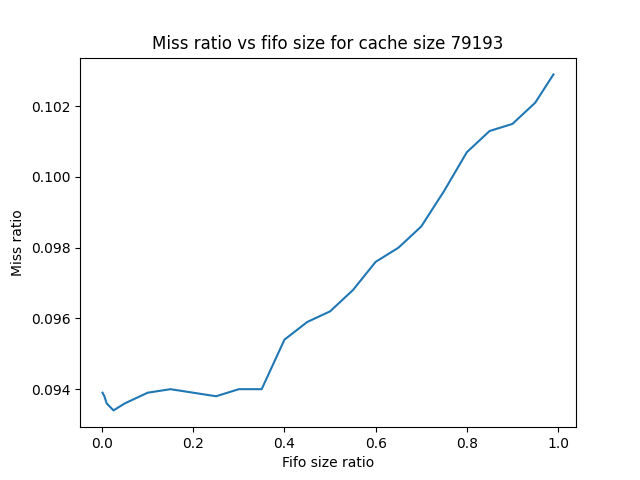 Miss ratio vs fifo size for cache size 79193
Miss ratio
0.102
0.100
0.098
0.096
0.094
0.0 0.2 0.4 0.6 0.8 1.0
Fifo size ratio